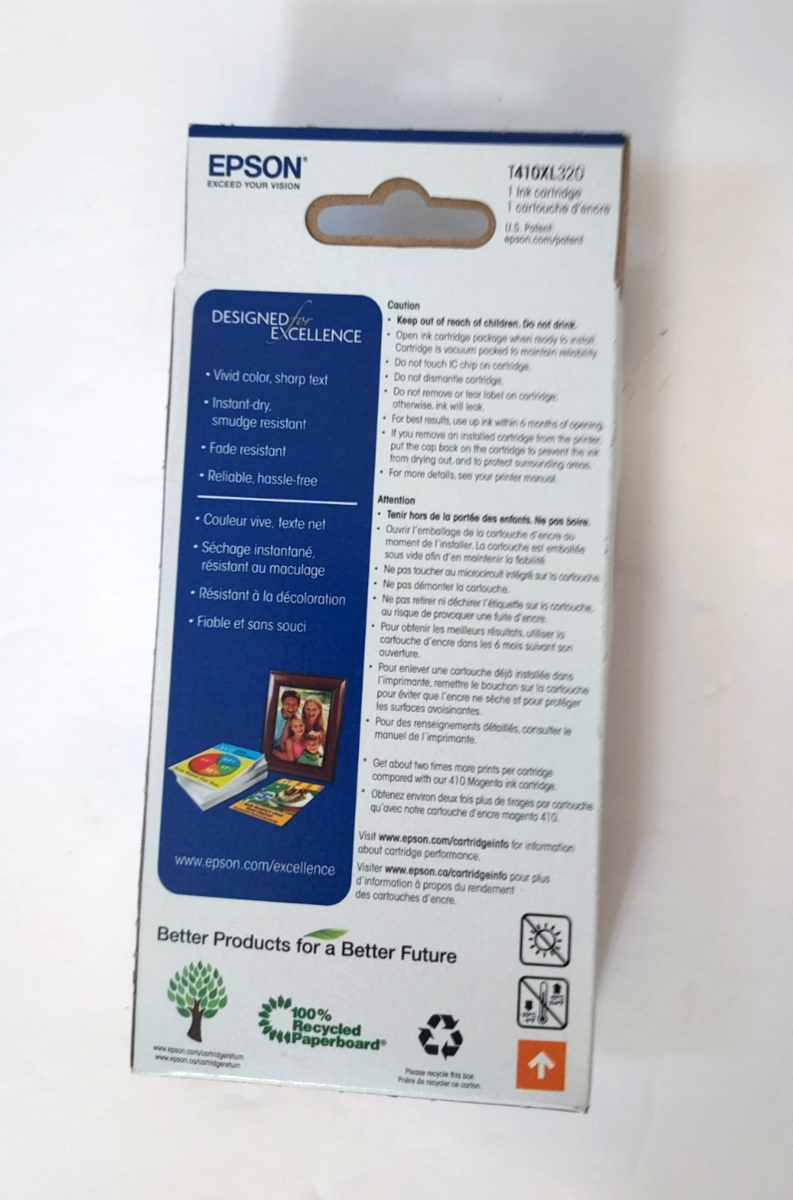 EPSON®
EXCEED YOUR VISION
T410XL320
1 Ink cartridge
1 cartouche d'encre
U.S. Patent:
epson.com/patent
DESIGNED for
EXCELLENCE
• Vivid color, sharp text
• Instant-dry,
smudge resistant
• Fade resistant
• Reliable, hassle-free
• Couleur vive, texte net
• Séchage instantané,
résistant au maculage
• Résistant à la décoloration
• Fiable et sans souci
www.epson.com/excellence
Caution
• Keep out of reach of children. Do not drink.
• Open ink cartridge package when ready to install.
Cartridge is vacuum packed to maintain reliability.
• Do not touch IC chip on cartridge.
• Do not dismantle cartridge.
• Do not remove or tear label on cartridge;
otherwise, ink will leak.
• For best results, use up ink within 6 months of opening.
• If you remove an installed cartridge from the printer,
put the cap back on the cartridge to prevent the ink
from drying out, and to protect surrounding areas.
• For more details, see your printer manual.
Attention
• Tenir hors de la portée des enfants. Ne pas boire.
• Ouvrir l'emballage de la cartouche d'encre au
moment de l'installer. La cartouche est emballée
sous vide afin d'en maintenir la fiabilité.
• Ne pas toucher au microcircuit intégré sur la cartouche.
• Ne pas démonter la cartouche.
• Ne pas retirer ni déchirer l'étiquette sur la cartouche,
au risque de provoquer une fuite d'encre.
• Pour obtenir les meilleurs résultats, utiliser la
cartouche d'encre dans les 6 mois suivant son
ouverture.
• Pour enlever une cartouche déjà installée dans
l'imprimante, remettre le bouchon sur la cartouche
pour éviter que l'encre ne sèche et pour protéger
les surfaces avoisinantes.
• Pour des renseignements détaillés, consulter le
manuel de l'imprimante.
• Get about two times more prints per cartridge
compared with our 410 Magenta ink cartridge.
• Obtenez environ deux fois plus de tirages par cartouche
qu'avec notre cartouche d'encre magenta 410.
Visit www.epson.com/cartridgeinfo for information
about cartridge performance.
Visiter www.epson.ca/cartridgeinfo pour plus
d'information à propos du rendement
des cartouches d'encre.
Better Products for a Better Future
www.epson.com/cartridgereturn
www.epson.ca/cartridgereturn
100%
Recycled
Paperboard®
Please recycle this box.
Prière de recycler ce carton.